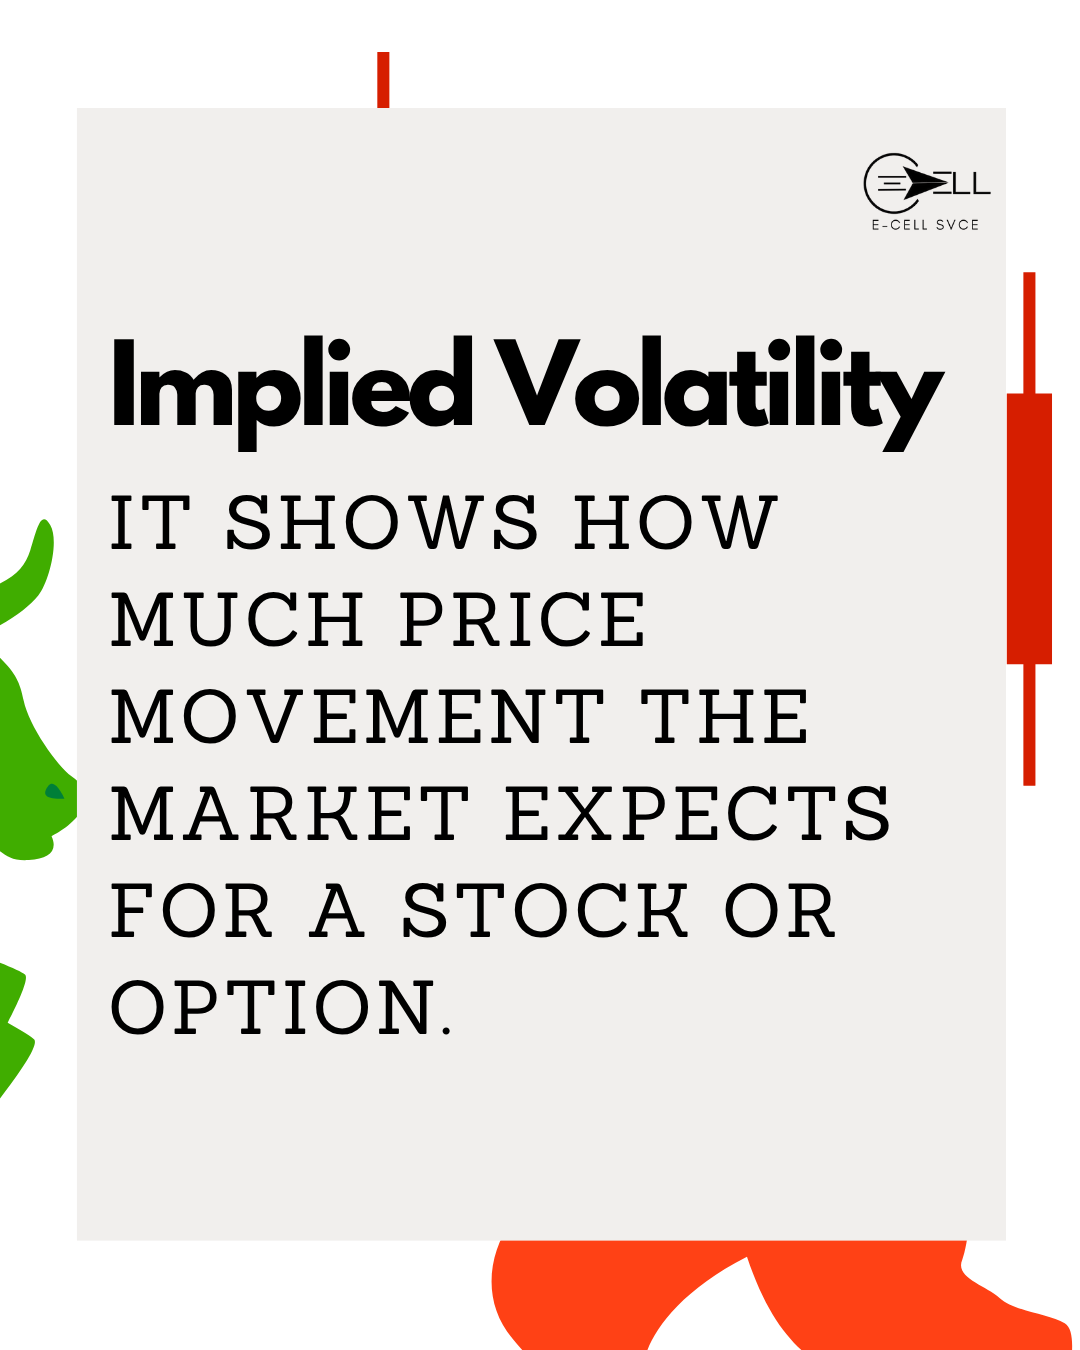 ELL
E-CELL SVCE
Implied Volatility
IT SHOWS HOW
MUCH PRICE
MOVEMENT THE
MARKET EXPECTS
FOR A STOCK OR
OPTION.